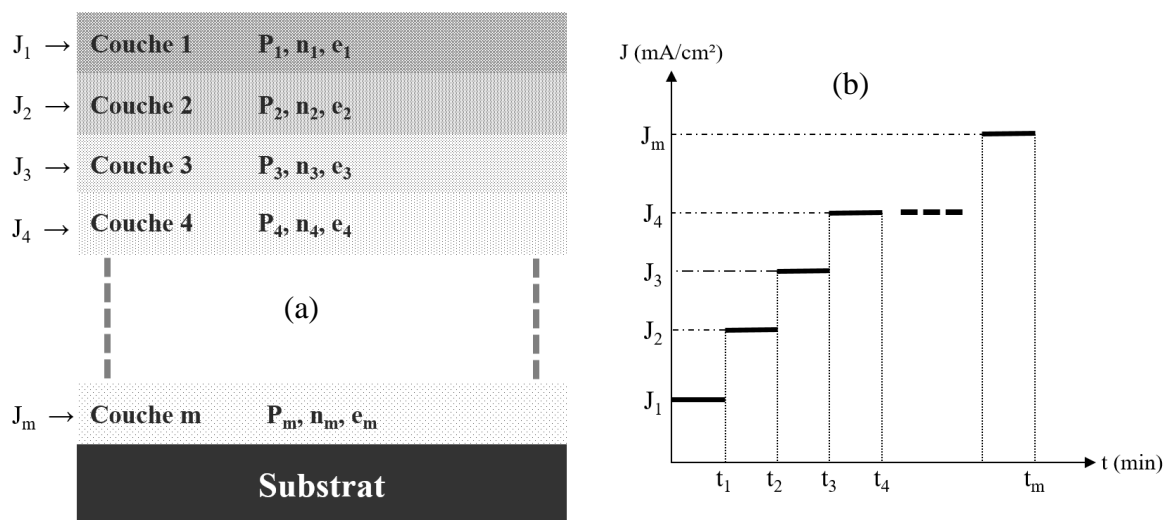 J₁ → Couche 1 P₁, n₁, e₁
J₂ → Couche 2 P₂, n₂, e₂
J₃ → Couche 3 P₃, n₃, e₃
J₄ → Couche 4 P₄, n₄, e₄
(a)
Jₘ → Couche m Pₘ, nₘ, eₘ
Substrat
J (mA/cm²)
(b)
Jₘ
J₄
J₃
J₂
J₁
t₁ t₂ t₃ t₄ tₘ t (min)